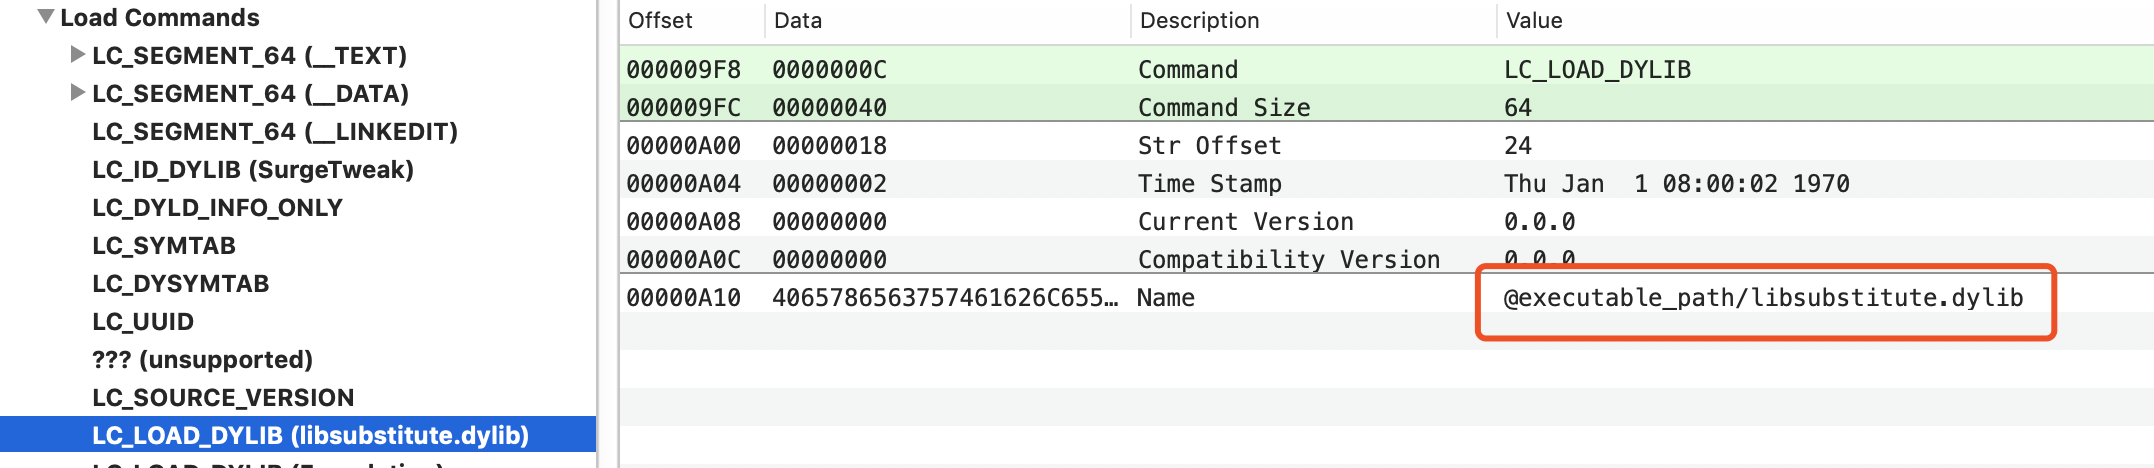 Load Commands
LC_SEGMENT_64 (__TEXT)
LC_SEGMENT_64 (__DATA)
LC_SEGMENT_64 (__LINKEDIT)
LC_ID_DYLIB (SurgeTweak)
LC_DYLD_INFO_ONLY
LC_SYMTAB
LC_DYSYMTAB
LC_UUID
??? (unsupported)
LC_SOURCE_VERSION
LC_LOAD_DYLIB (libsubstitute.dylib)
LC_LOAD_DYLIB (Foundation)
Offset Data Description Value
000009F8 0000000C Command LC_LOAD_DYLIB
000009FC 00000040 Command Size 64
00000A00 00000018 Str Offset 24
00000A04 00000002 Time Stamp Thu Jan  1 08:00:02 1970
00000A08 00000000 Current Version 0.0.0
00000A0C 00000000 Compatibility Version 0.0.0
00000A10 4065786563757461626C655… Name @executable_path/libsubstitute.dylib